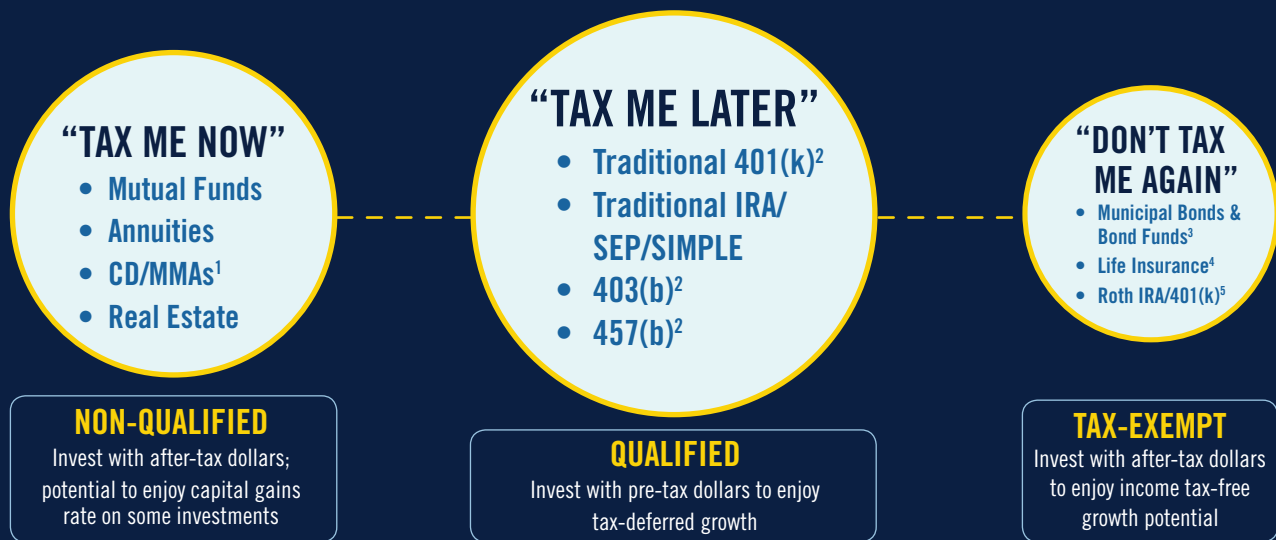 “TAX ME NOW”
• Mutual Funds
• Annuities
• CD/MMAs¹
• Real Estate
NON-QUALIFIED
Invest with after-tax dollars;
potential to enjoy capital gains
rate on some investments
“TAX ME LATER”
• Traditional 401(k)²
• Traditional IRA/
SEP/SIMPLE
• 403(b)²
• 457(b)²
QUALIFIED
Invest with pre-tax dollars to enjoy
tax-deferred growth
“DON’T TAX
ME AGAIN”
• Municipal Bonds &
Bond Funds³
• Life Insurance⁴
• Roth IRA/401(k)⁵
TAX-EXEMPT
Invest with after-tax dollars
to enjoy income tax-free
growth potential